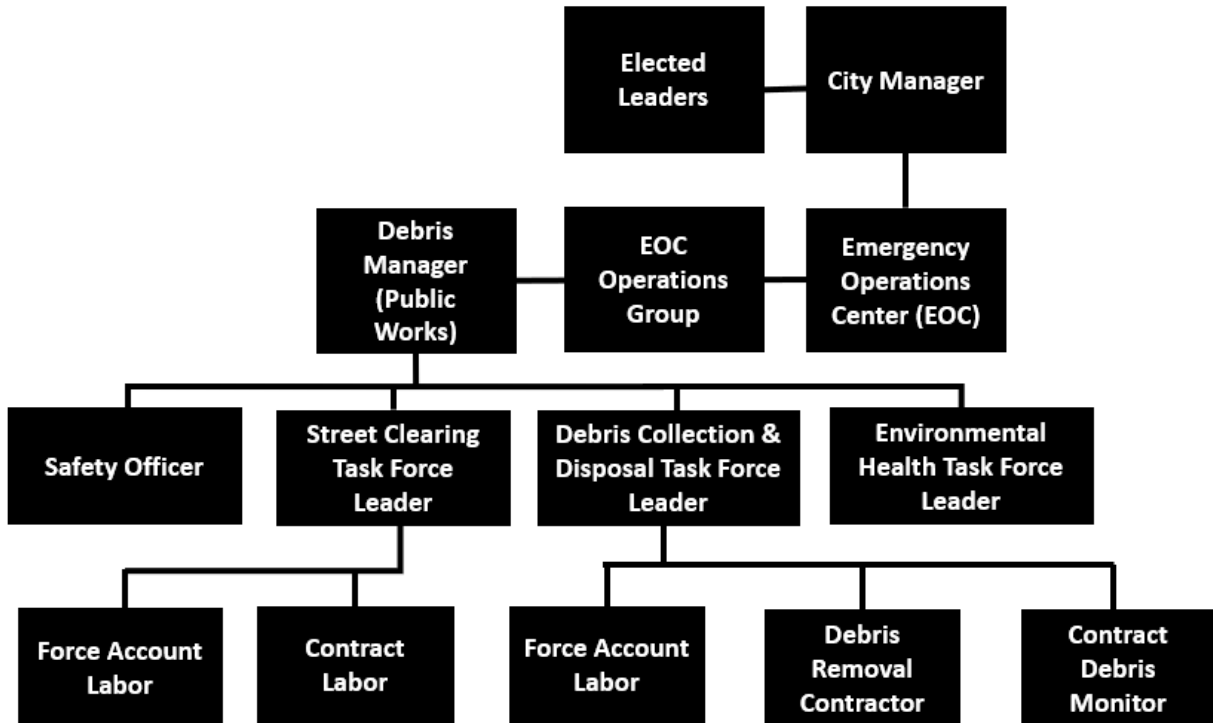 Elected
Leaders
City Manager
Debris
Manager
(Public
Works)
EOC
Operations
Group
Emergency
Operations
Center (EOC)
Safety Officer
Street Clearing
Task Force
Leader
Debris Collection &
Disposal Task Force
Leader
Environmental
Health Task Force
Leader
Force Account
Labor
Contract
Labor
Force Account
Labor
Debris
Removal
Contractor
Contract
Debris
Monitor